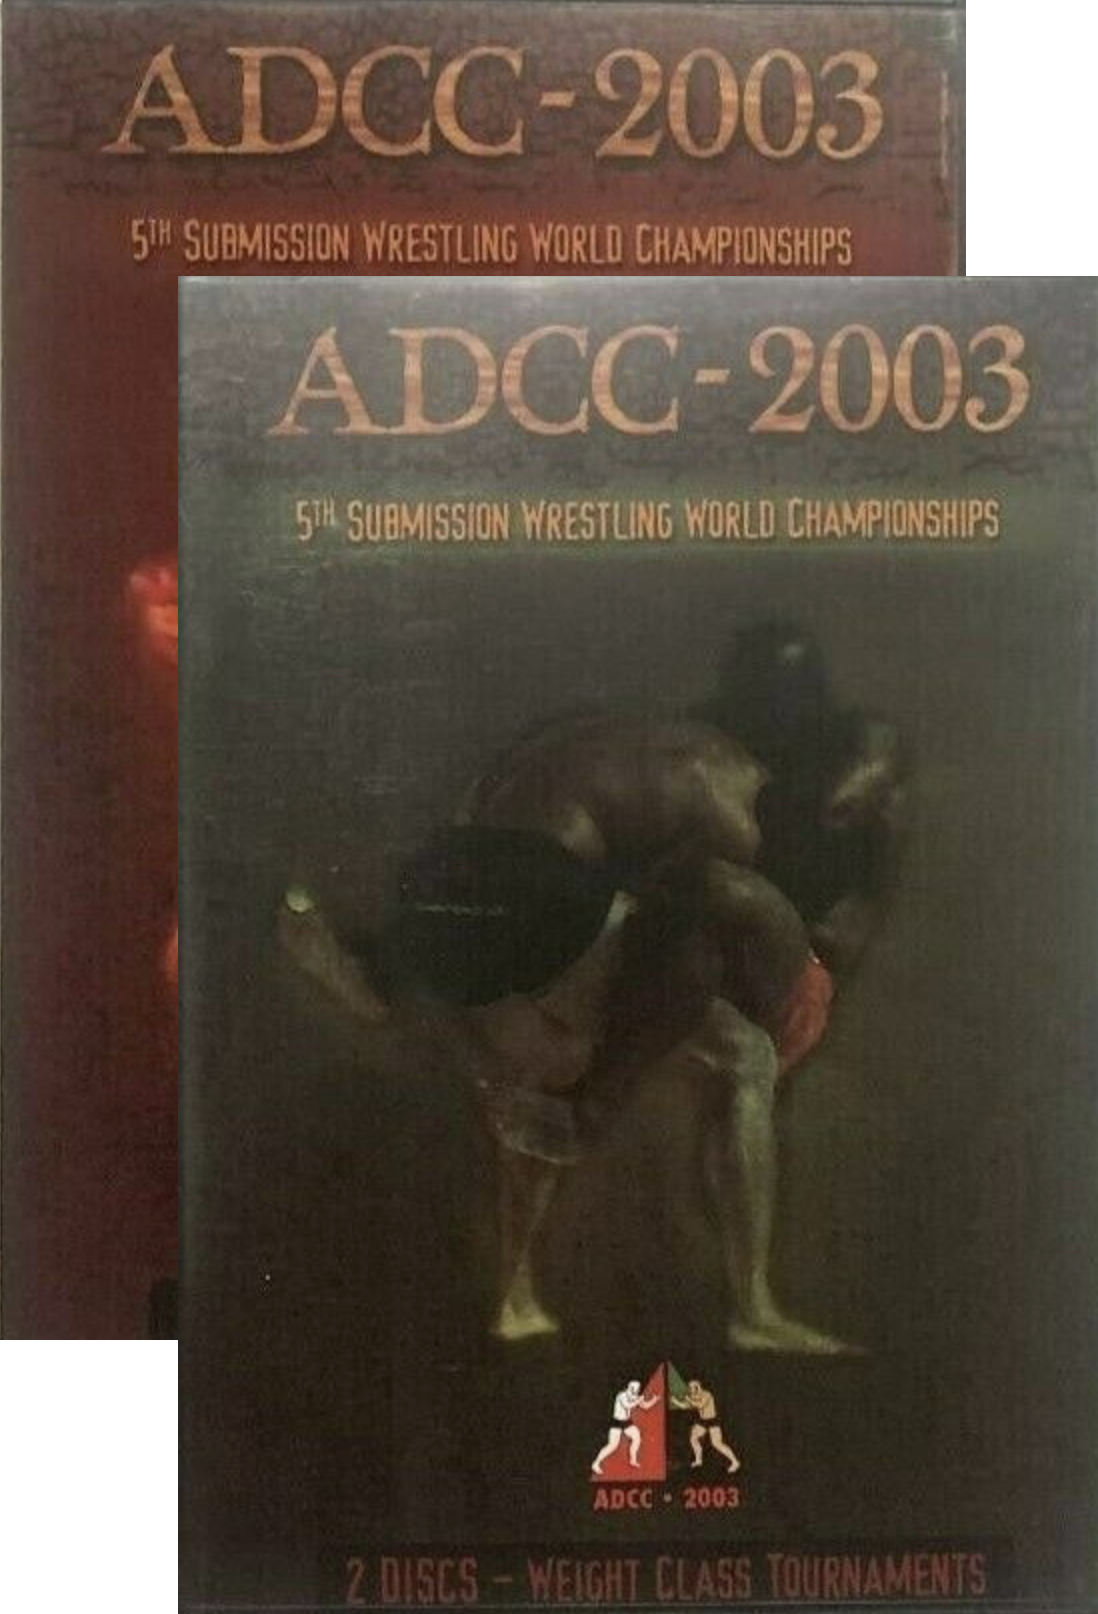 ADCC - 2003
5TH SUBMISSION WRESTLING WORLD CHAMPIONSHIPS
ADCC - 2003
5TH SUBMISSION WRESTLING WORLD CHAMPIONSHIPS
ADCC • 2003
2 DISCS – WEIGHT CLASS TOURNAMENTS